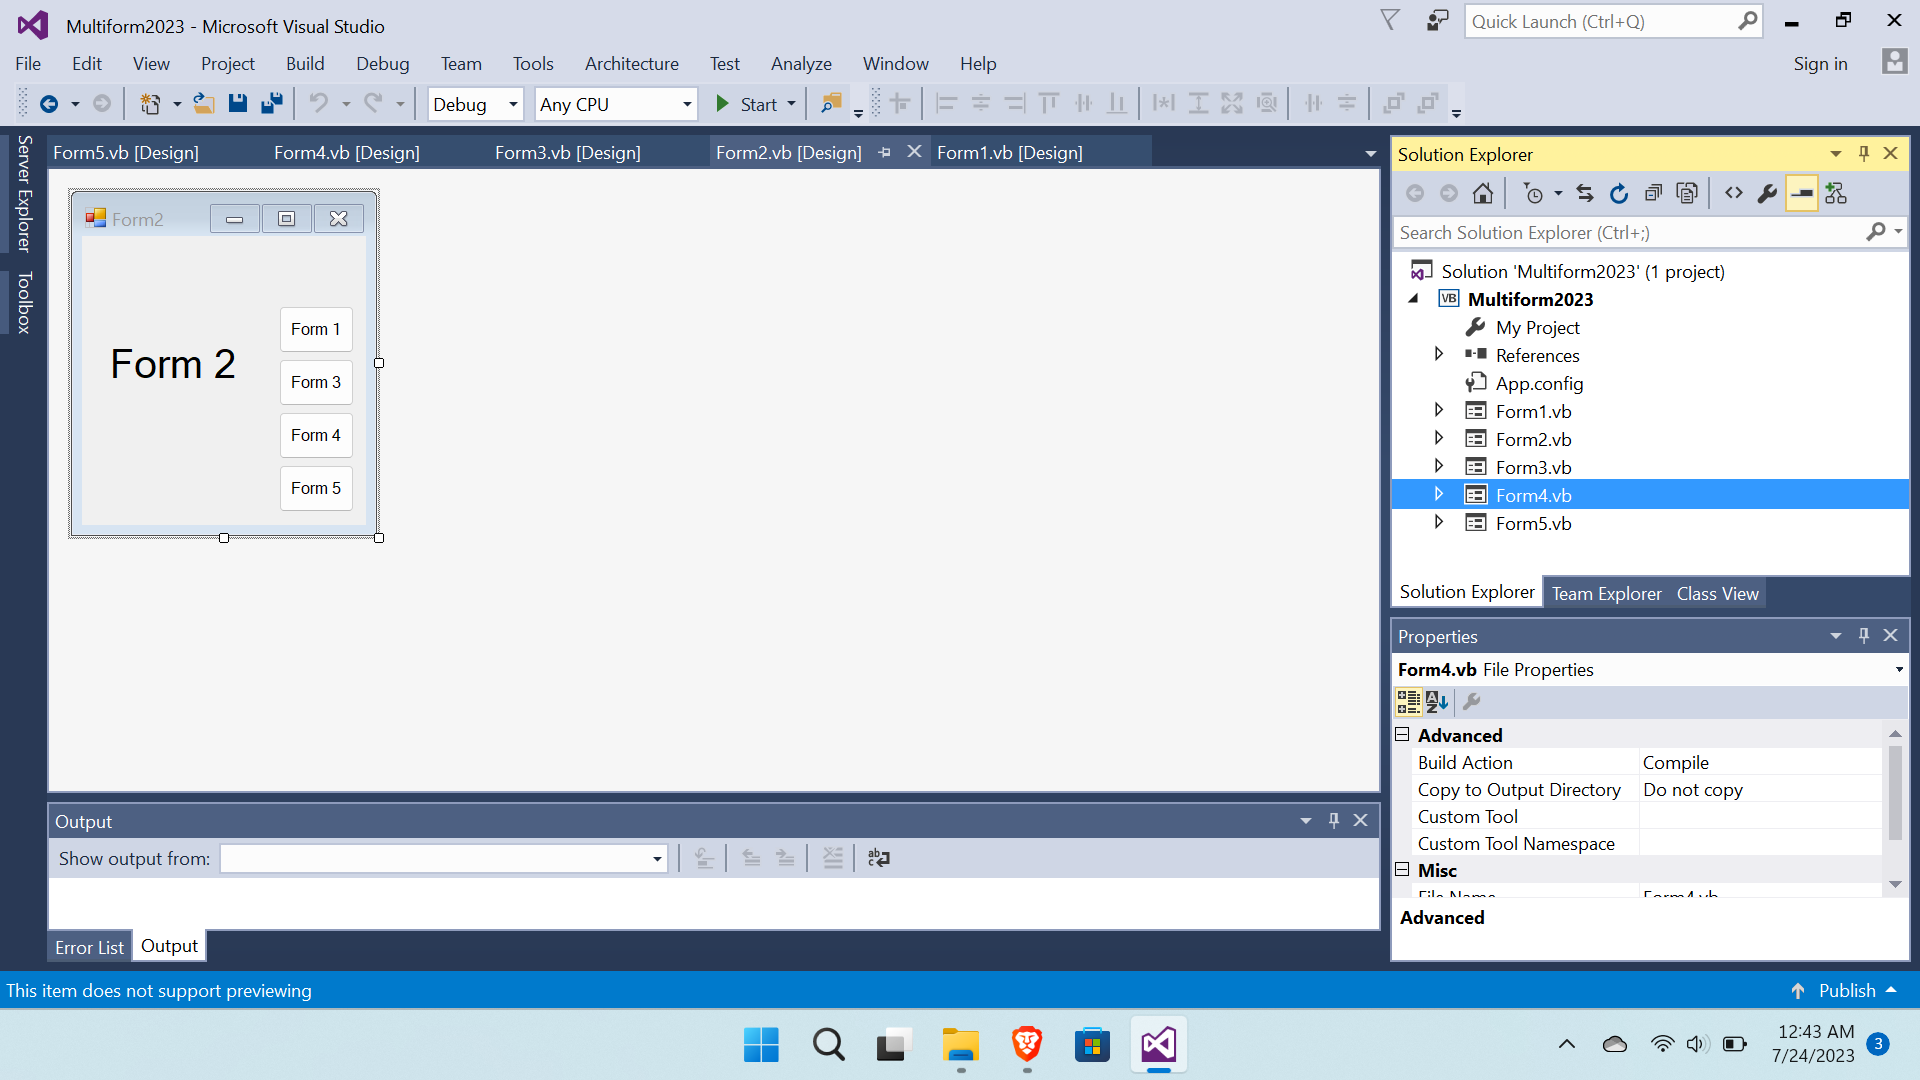 Multiform2023 - Microsoft Visual Studio
Quick Launch (Ctrl+Q)
File Edit View Project Build Debug Team Tools Architecture Test Analyze Window Help
Sign in
Debug Any CPU Start
Server Explorer
Toolbox
Form5.vb [Design] Form4.vb [Design] Form3.vb [Design] Form2.vb [Design] Form1.vb [Design]
Form2
Form 2
Form 1
Form 3
Form 4
Form 5
Solution Explorer
Search Solution Explorer (Ctrl+;)
Solution 'Multiform2023' (1 project)
VB Multiform2023
My Project
References
App.config
Form1.vb
Form2.vb
Form3.vb
Form4.vb
Form5.vb
Solution Explorer Team Explorer Class View
Properties
Form4.vb File Properties
Advanced
Build Action Compile
Copy to Output Directory Do not copy
Custom Tool
Custom Tool Namespace
Misc
File Name Form4.vb
Advanced
Output
Show output from:
Error List Output
This item does not support previewing
Publish
12:43 AM
7/24/2023
3